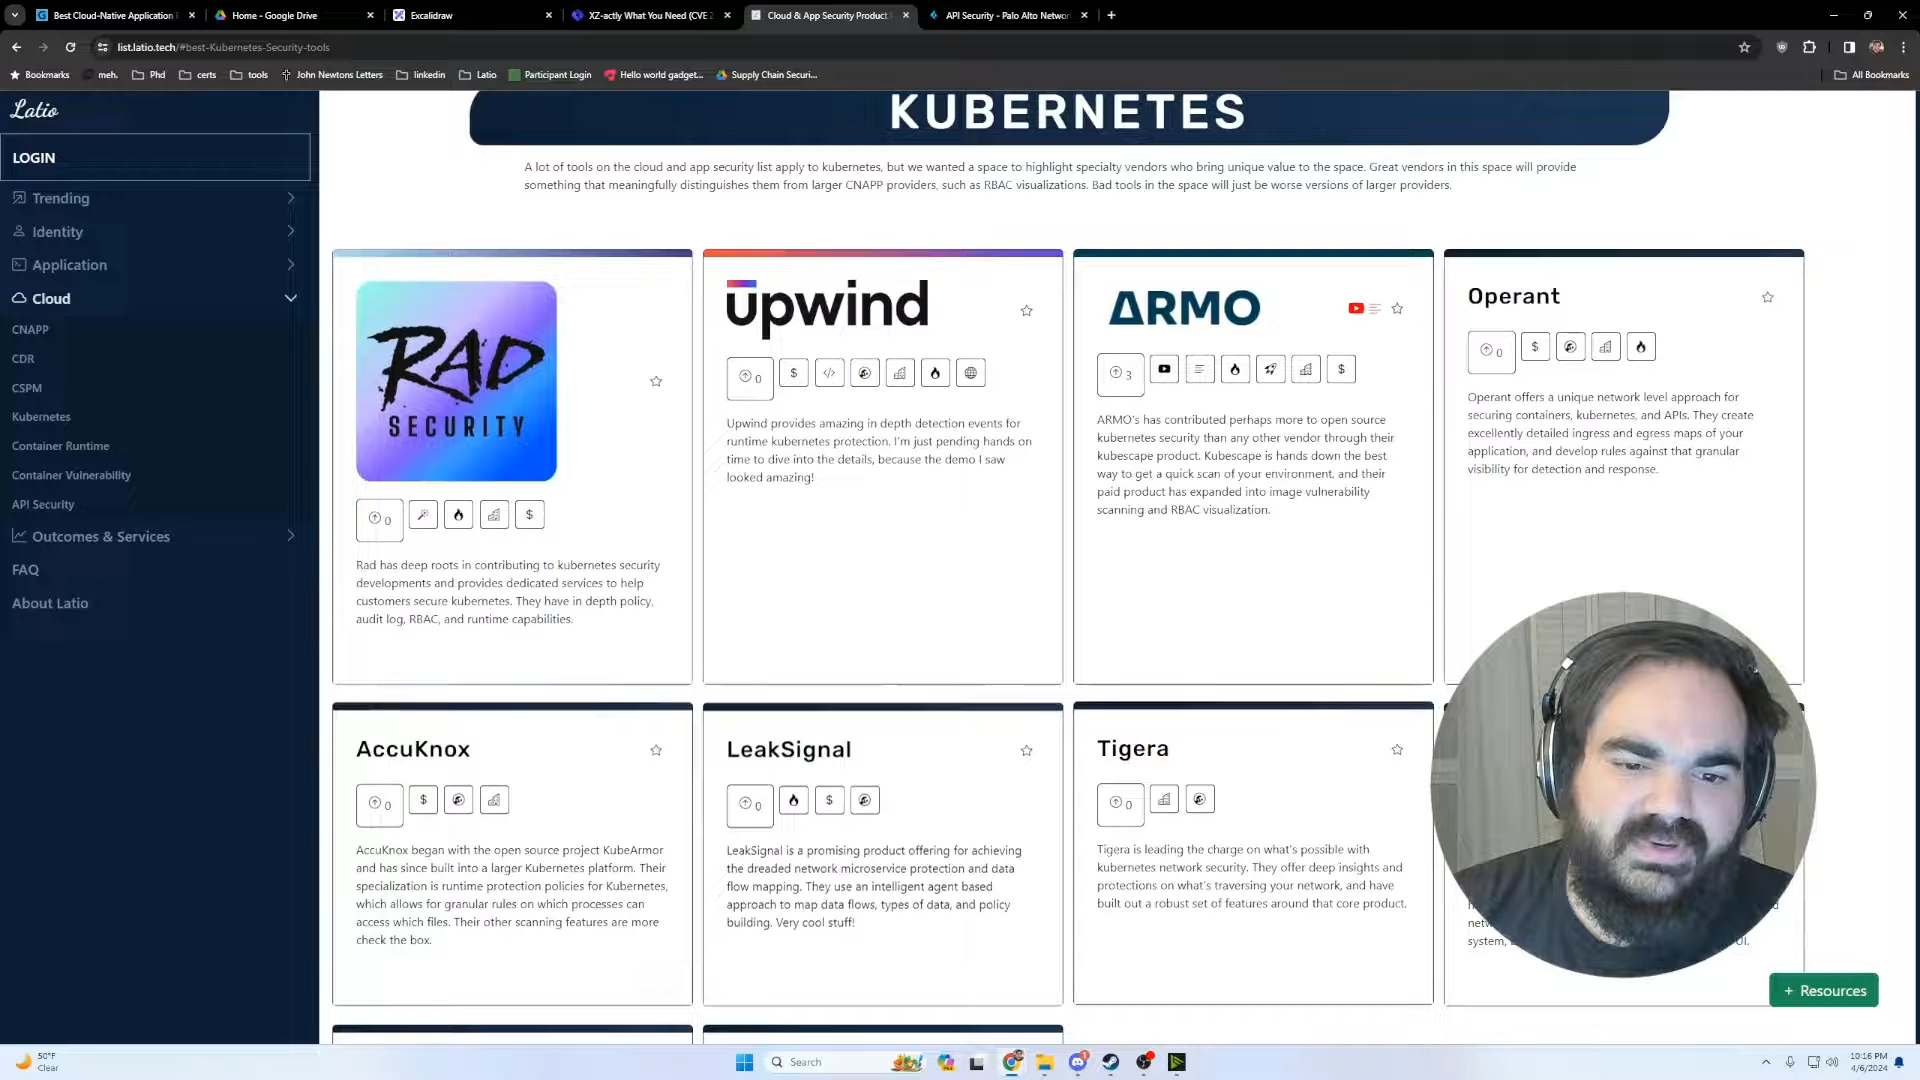 Best Cloud-Native Application
Home - Google Drive
Excalidraw
XZ-actly What You Need (CVE 2
Cloud & App Security Product
API Security - Palo Alto Networ
list.latio.tech/#best-Kubernetes-Security-tools
Bookmarks
meh.
Phd
certs
tools
John Newtons Letters
linkedin
Latio
Participant Login
Hello world gadget...
Supply Chain Securi...
All Bookmarks
Latio
LOGIN
Trending
Identity
Application
Cloud
CNAPP
CDR
CSPM
Kubernetes
Container Runtime
Container Vulnerability
API Security
Outcomes & Services
FAQ
About Latio
KUBERNETES
A lot of tools on the cloud and app security list apply to kubernetes, but we wanted a space to highlight specialty vendors who bring unique value to the space. Great vendors in this space will provide
something that meaningfully distinguishes them from larger CNAPP providers, such as RBAC visualizations. Bad tools in the space will just be worse versions of larger providers.
RAD
SECURITY
0
$
Rad has deep roots in contributing to kubernetes security
developments and provides dedicated services to help
customers secure kubernetes. They have in depth policy,
audit log, RBAC, and runtime capabilities.
upwind
0
$
Upwind provides amazing in depth detection events for
runtime kubernetes protection. I'm just pending hands on
time to dive into the details, because the demo I saw
looked amazing!
ARMO
3
$
ARMO's has contributed perhaps more to open source
kubernetes security than any other vendor through their
kubescape product. Kubescape is hands down the best
way to get a quick scan of your environment, and their
paid product has expanded into image vulnerability
scanning and RBAC visualization.
Operant
0
$
Operant offers a unique network level approach for
securing containers, kubernetes, and APIs. They create
excellently detailed ingress and egress maps of your
application, and develop rules against that granular
visibility for detection and response.
AccuKnox
0
$
AccuKnox began with the open source project KubeArmor
and has since built into a larger Kubernetes platform. Their
specialization is runtime protection policies for Kubernetes,
which allows for granular rules on which processes can
access which files. Their other scanning features are more
check the box.
LeakSignal
0
$
LeakSignal is a promising product offering for achieving
the dreaded network microservice protection and data
flow mapping. They use an intelligent agent based
approach to map data flows, types of data, and policy
building. Very cool stuff!
Tigera
0
Tigera is leading the charge on what's possible with
kubernetes network security. They offer deep insights and
protections on what's traversing your network, and have
built out a robust set of features around that core product.
system,
UI.
+ Resources
50°F
Clear
Search
10:16 PM
4/6/2024